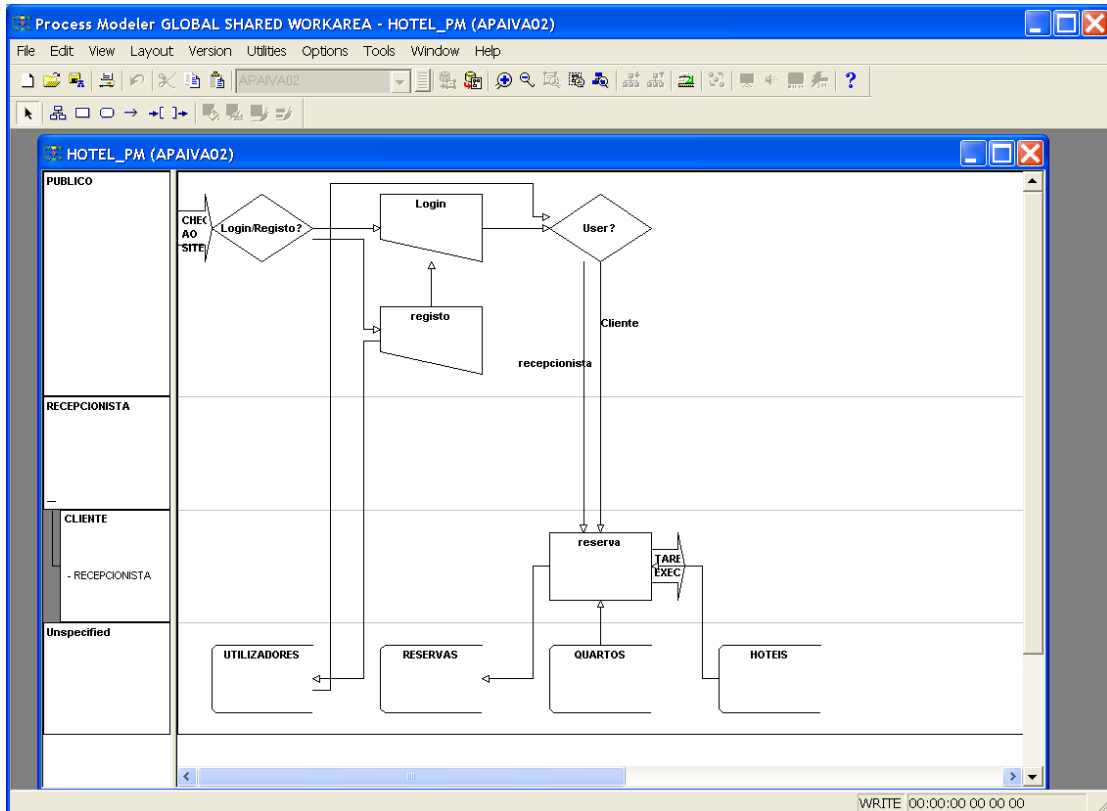 Process Modeler GLOBAL SHARED WORKAREA - HOTEL_PM (APAIVA02)
File Edit View Layout Version Utilities Options Tools Window Help
APAIVA02
HOTEL_PM (APAIVA02)
PUBLICO
CHEC
AO
SITE
Login/Registo?
Login
User?
registo
Cliente
recepcionista
RECEPCIONISTA
CLIENTE
- RECEPCIONISTA
reserva
TARE
EXEC
Unspecified
UTILIZADORES
RESERVAS
QUARTOS
HOTEIS
WRITE 00:00:00 00 00 00